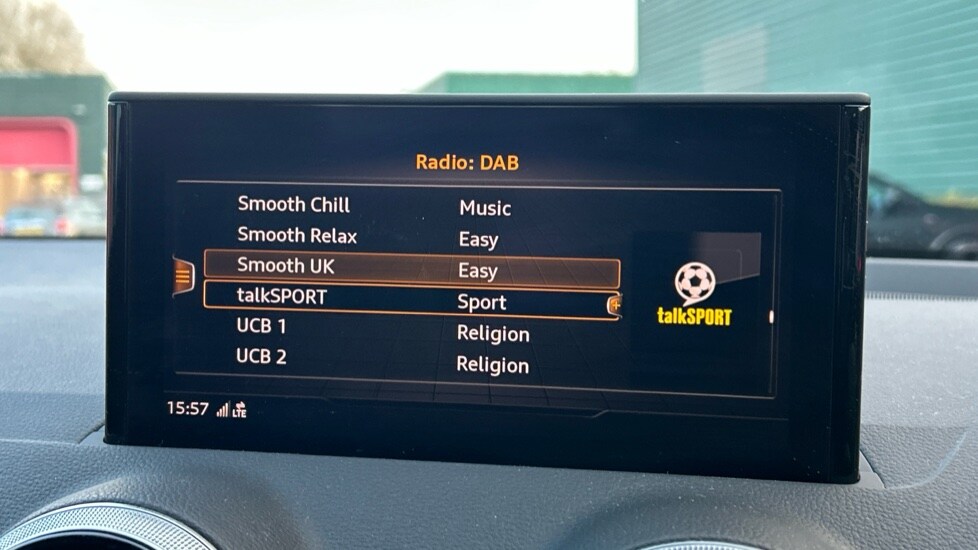 Radio: DAB
Smooth Chill Music
Smooth Relax Easy
Smooth UK Easy
talkSPORT Sport
UCB 1 Religion
UCB 2 Religion
talkSPORT
15:57 LTE